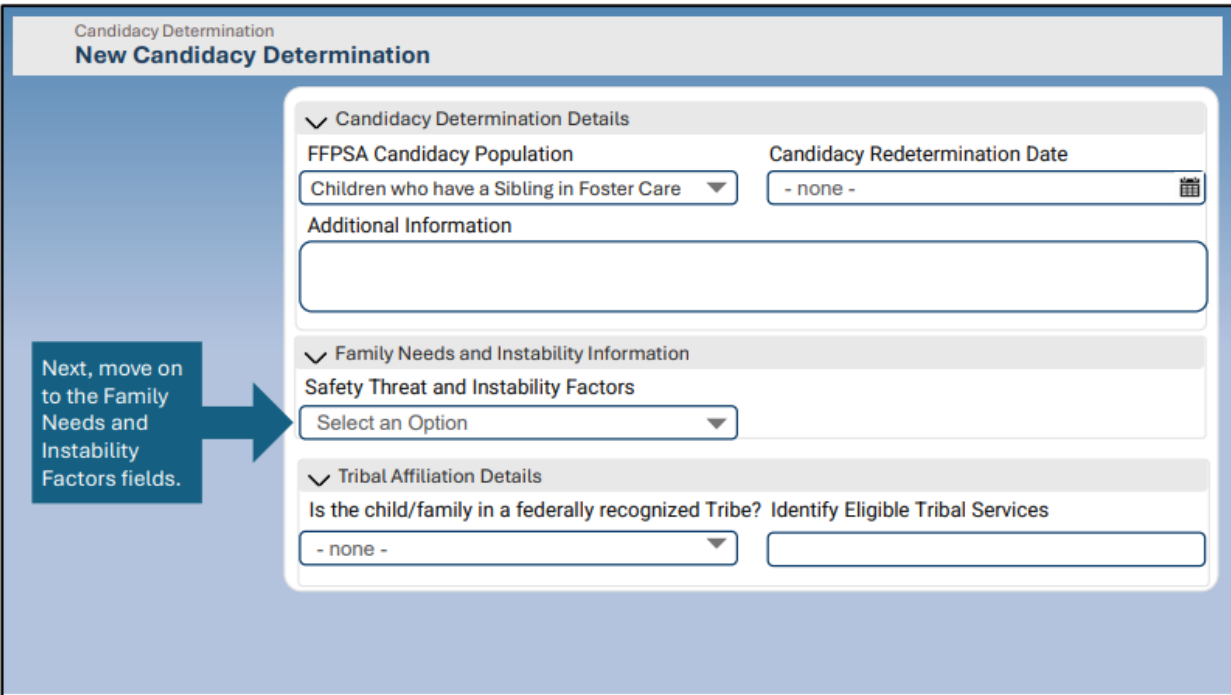 Candidacy Determination
New Candidacy Determination
Candidacy Determination Details
FFPSA Candidacy Population
Candidacy Redetermination Date
Children who have a Sibling in Foster Care
- none -
Additional Information
Next, move on
to the Family
Needs and
Instability
Factors fields.
Family Needs and Instability Information
Safety Threat and Instability Factors
Select an Option
Tribal Affiliation Details
Is the child/family in a federally recognized Tribe?
Identify Eligible Tribal Services
- none -